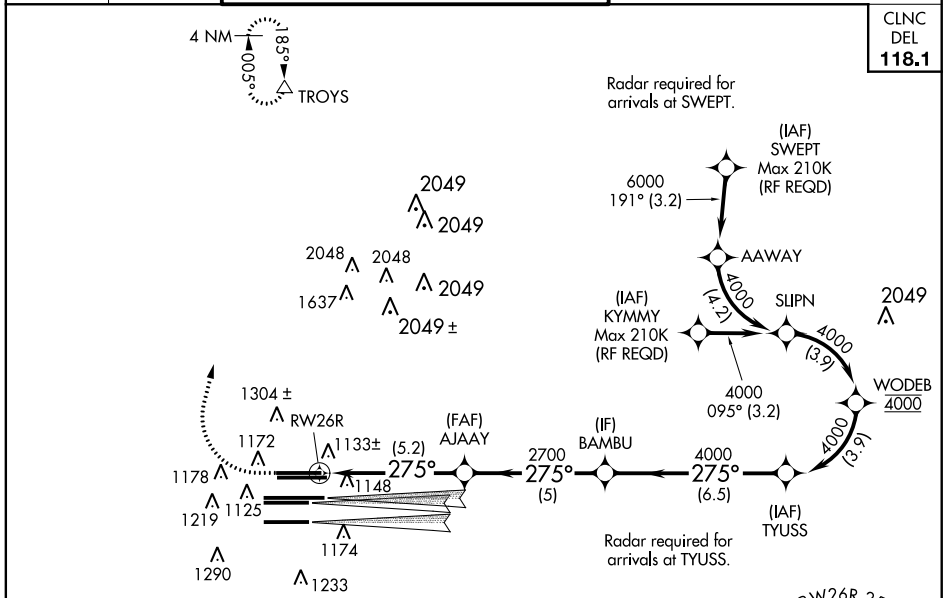 CLNC
DEL
118.1
4 NM
185°
005°
TROYS
Radar required for
arrivals at SWEPT.
(IAF)
SWEPT
Max 210K
(RF REQD)
6000
191° (3.2)
AAWAY
4000
(4.2)
SLIPN
2049
2049
2048
2048
2049
1637
2049 ±
(IAF)
KYMMY
Max 210K
(RF REQD)
2049
4000
(3.9)
4000
095° (3.2)
WODEB
4000
4000
(3.9)
1304 ±
RW26R
1133±
1172
1178
1148
1219
1125
(5.2)
275°
(FAF)
AJAAY
2700
275°
(5)
(IF)
BAMBU
4000
275°
(6.5)
(IAF)
TYUSS
1174
1290
1233
Radar required for
arrivals at TYUSS.
RW26R